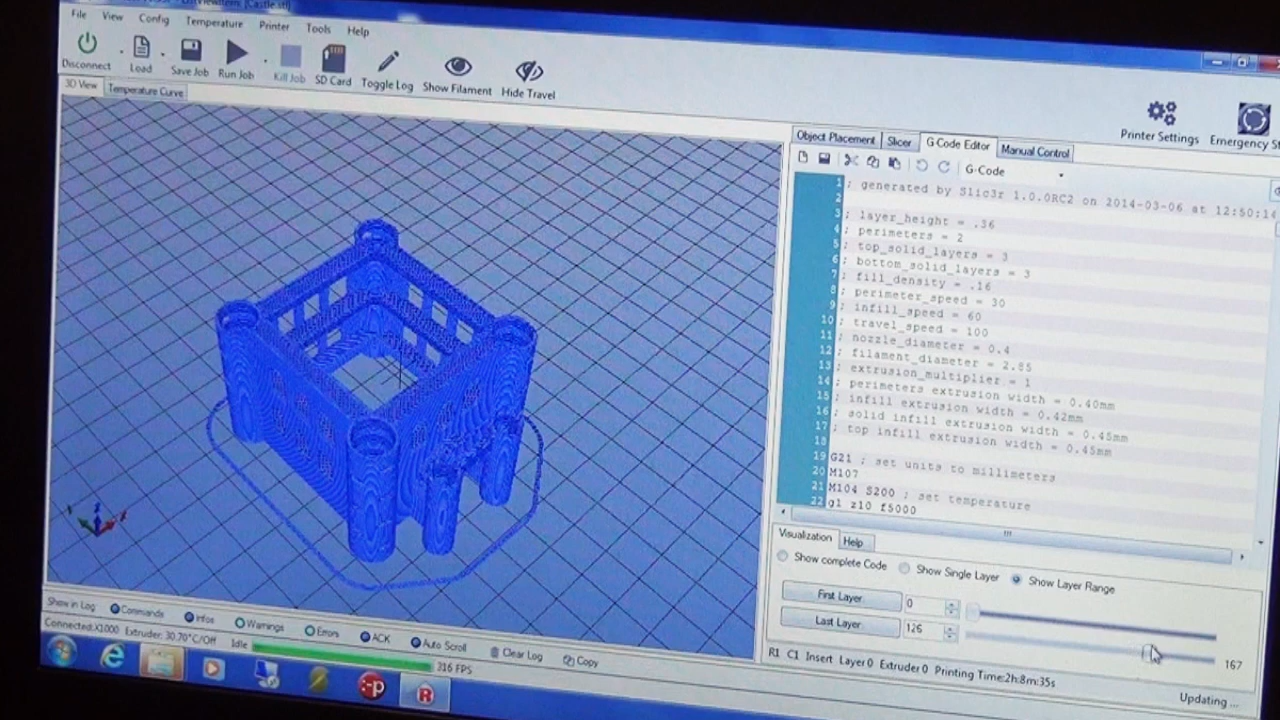 [Castle.stl]
File View Config Temperature Printer Tools Help
Disconnect Load Save Job Run Job Kill Job SD Card Toggle Log Show Filament Hide Travel
Printer Settings Emergency St
3D View Temperature Curve
Object Placement Slicer G-Code Editor Manual Control
G-Code
1 ; generated by Slic3r 1.0.0RC2 on 2014-03-06 at 12:50:14
2
3 ; layer_height = .36
4 ; perimeters = 2
5 ; top_solid_layers = 3
6 ; bottom_solid_layers = 3
7 ; fill_density = .16
8 ; perimeter_speed = 30
9 ; infill_speed = 60
10 ; travel_speed = 100
11 ; nozzle_diameter = 0.4
12 ; filament_diameter = 2.85
13 ; extrusion_multiplier = 1
14 ; perimeters extrusion width = 0.40mm
15 ; infill extrusion width = 0.42mm
16 ; solid infill extrusion width = 0.45mm
17 ; top infill extrusion width = 0.45mm
18
19 G21 ; set units to millimeters
20 M107
21 M104 S200 ; set temperature
22 g1 z10 f5000
Visualization Help
Show complete Code Show Single Layer Show Layer Range
First Layer 0
Last Layer 126
167
R1 C1 Insert Layer 0 Extruder 0 Printing Time:2h:8m:35s
Updating ...
Show in Log Commands Infos Warnings Errors ACK Auto Scroll Clear Log Copy
Connected:X1000 Extruder: 30.70°C/Off Idle 216 FPS